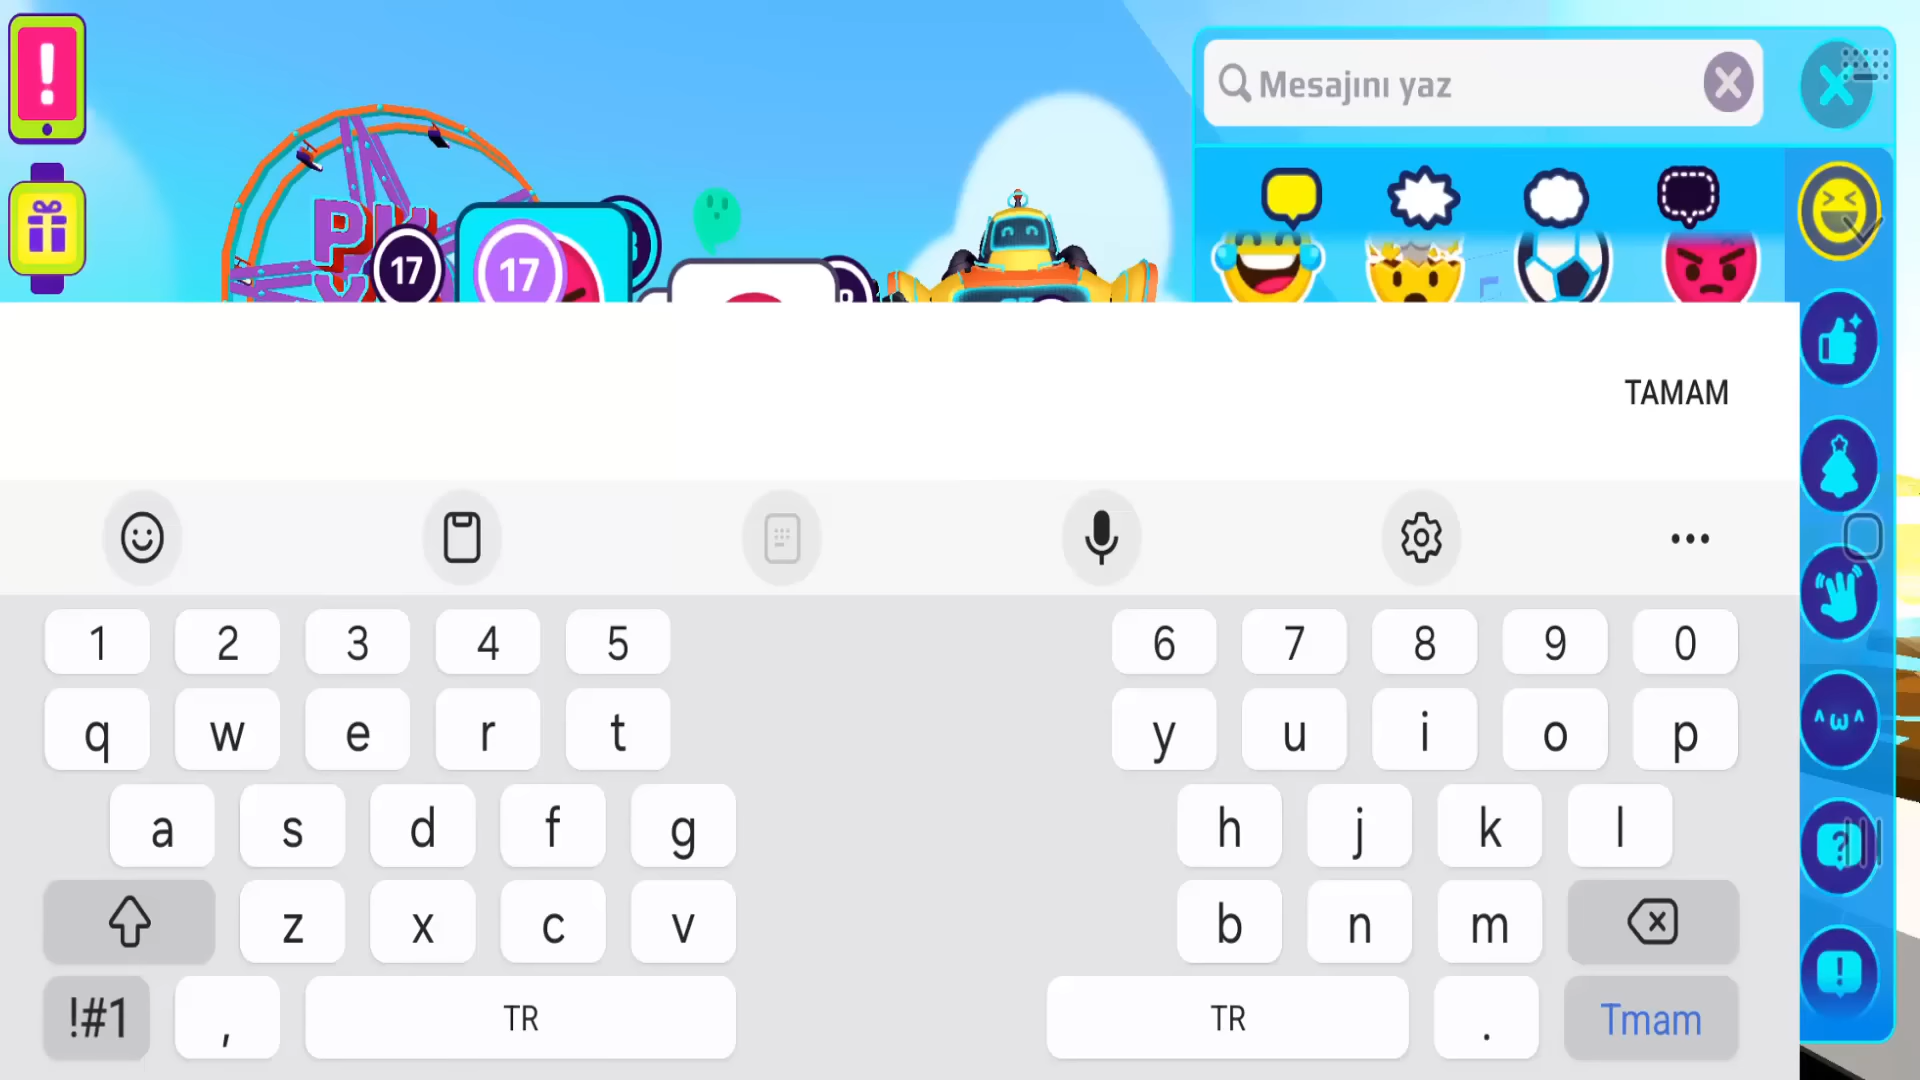 Mesajını yaz
PK
17
17
TAMAM
1 2 3 4 5 6 7 8 9 0
q w e r t y u i o p
a s d f g h j k l
z x c v b n m
!#1 , TR TR . Tmam
^ω^
?
!